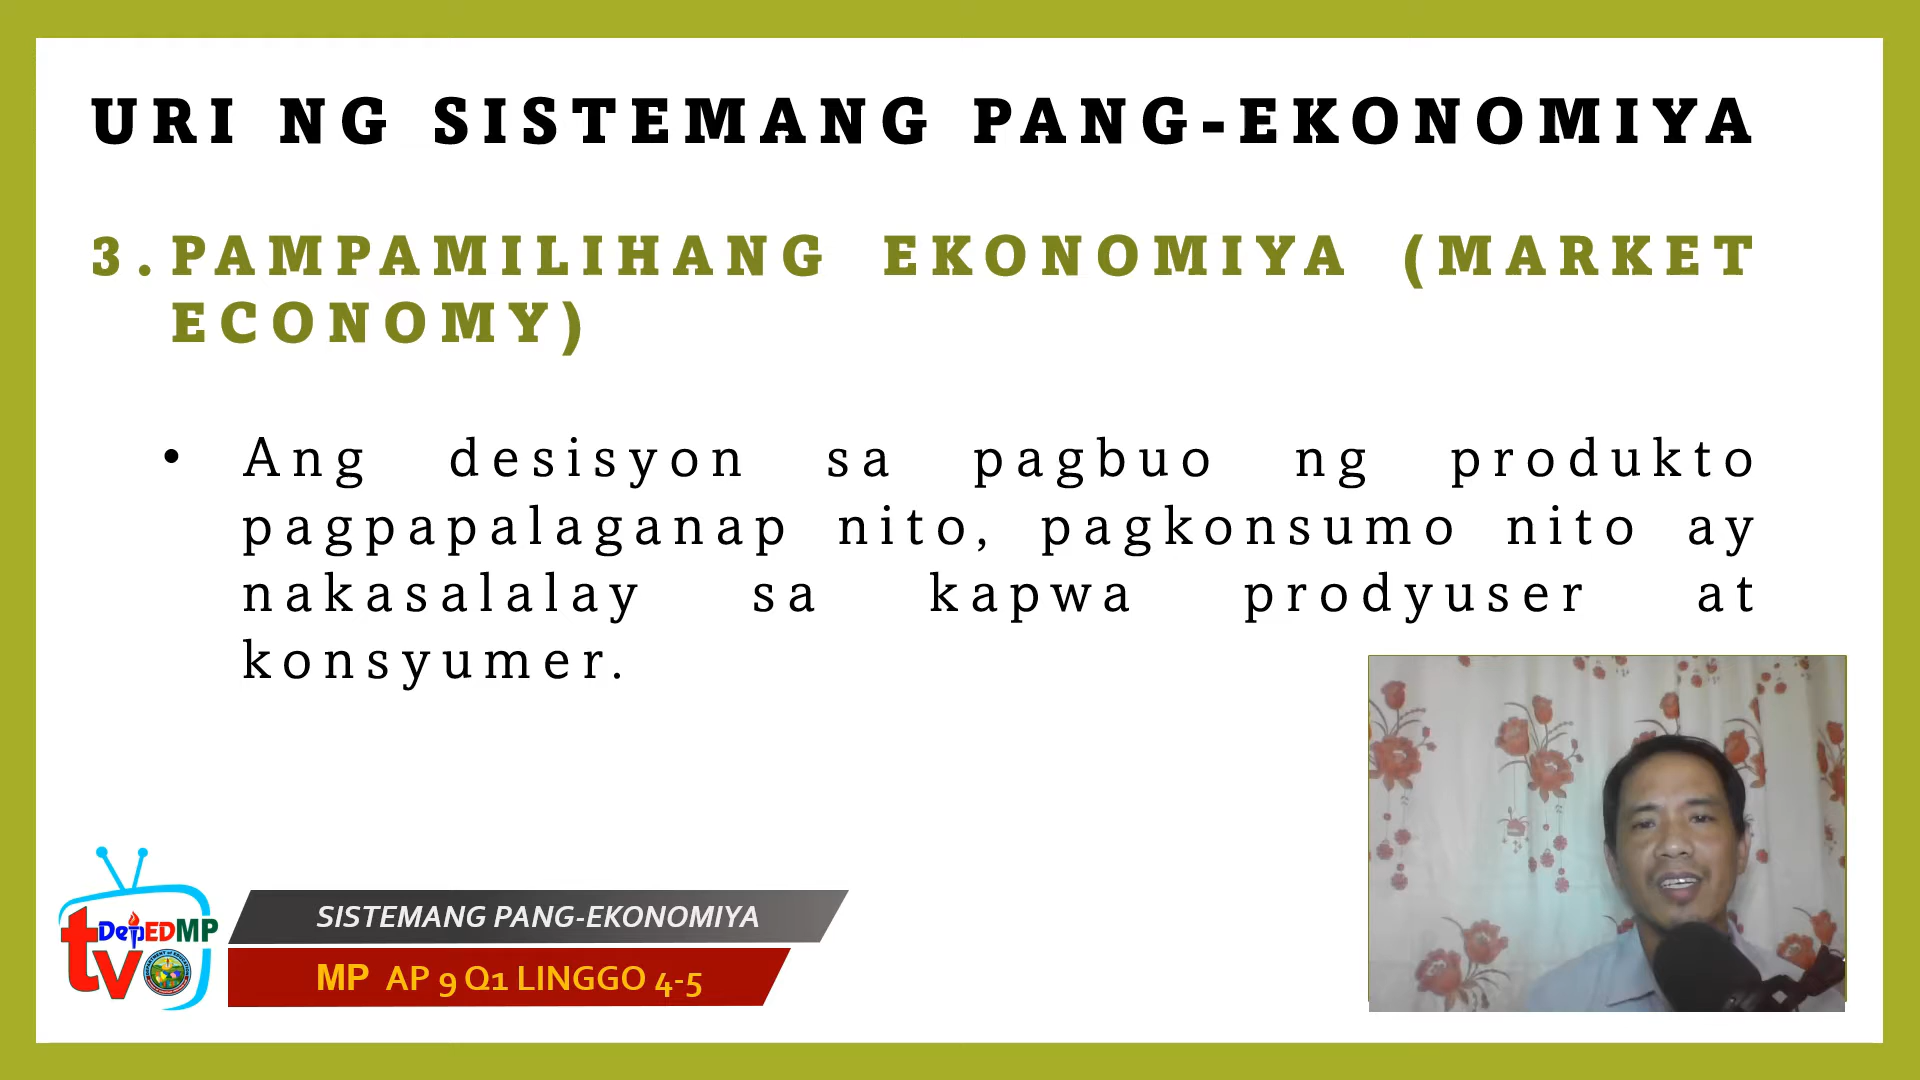 URI NG SISTEMANG PANG-EKONOMIYA
3. PAMPAMILIHANG EKONOMIYA (MARKET
ECONOMY)
• Ang desisyon sa pagbuo ng produkto
pagpapalaganap nito, pagkonsumo nito ay
nakasalalay sa kapwa prodyuser at
konsyumer.
DepEDMP
tv
SISTEMANG PANG-EKONOMIYA
MP AP 9 Q1 LINGGO 4-5